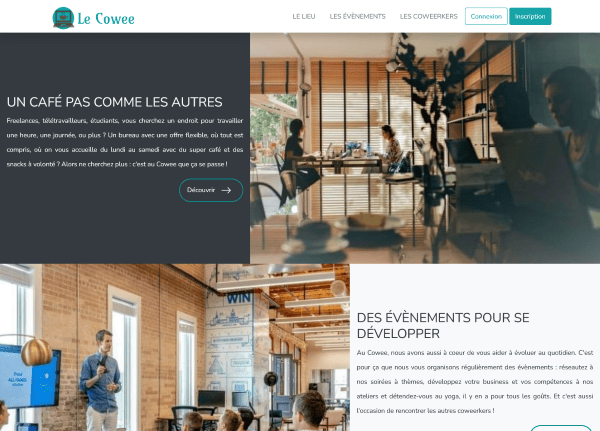 Le Cowee
LE LIEU
LES ÉVÈNEMENTS
LES COWEERKERS
Connexion
Inscription
UN CAFÉ PAS COMME LES AUTRES
Freelances, télétravailleurs, étudiants, vous cherchez un endroit pour travailler
une heure, une journée, ou plus ? Un bureau avec une offre flexible, où tout est
compris, où on vous accueille du lundi au samedi avec du super café et des
snacks à volonté ? Alors ne cherchez plus : c'est au Cowee que ça se passe !
Découvrir
WIN
DES ÉVÈNEMENTS POUR SE
DÉVELOPPER
Au Cowee, nous avons aussi à coeur de vous aider à évoluer au quotidien. C'est
pour ça que nous vous organisons régulièrement des évènements : réseautez à
nos soirées à thèmes, développez votre business et vos compétences à nos
ateliers et détendez-vous au yoga, il y en a pour tous les goûts. Et c'est aussi
l'occasion de rencontrer les autres coweerkers !